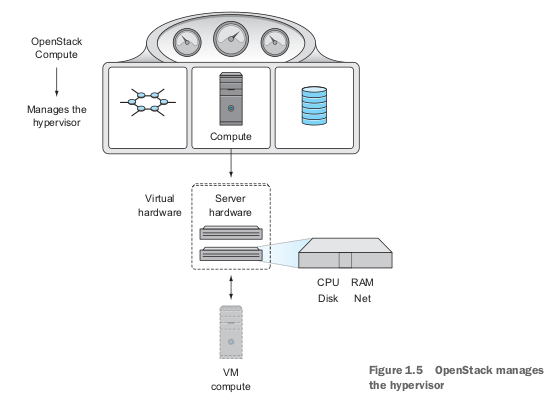 OpenStack
Compute
Manages the
hypervisor
Compute
Virtual
hardware
Server
hardware
CPU RAM
Disk Net
VM
compute
Figure 1.5 OpenStack manages
the hypervisor